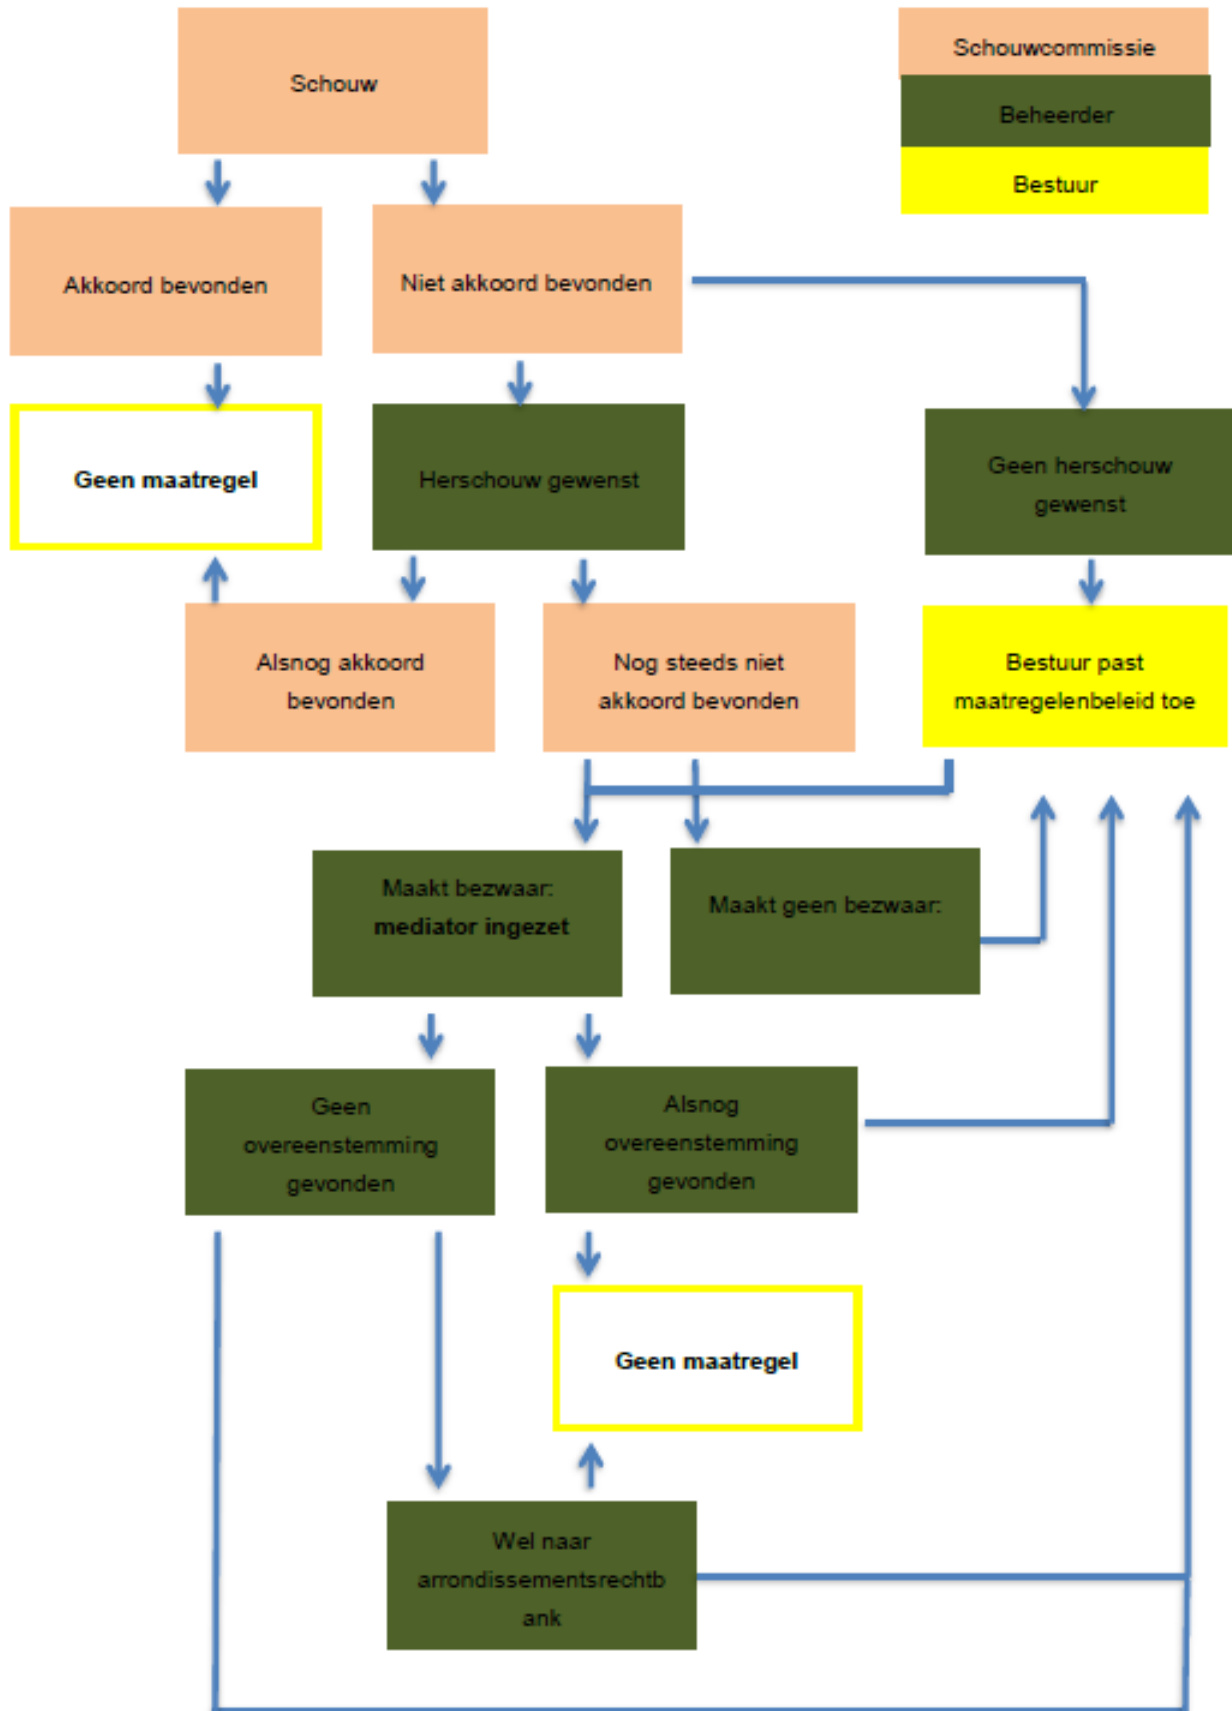 Schouw
Schouwcommissie
Beheerder
Bestuur
Akkoord bevonden
Niet akkoord bevonden
Geen maatregel
Herschouw gewenst
Geen herschouw
gewenst
Alsnog akkoord
bevonden
Nog steeds niet
akkoord bevonden
Bestuur past
maatregelenbeleid toe
Maakt bezwaar:
mediator ingezet
Maakt geen bezwaar:
Geen
overeenstemming
gevonden
Alsnog
overeenstemming
gevonden
Geen maatregel
Wel naar
arrondissementsrechtb
ank